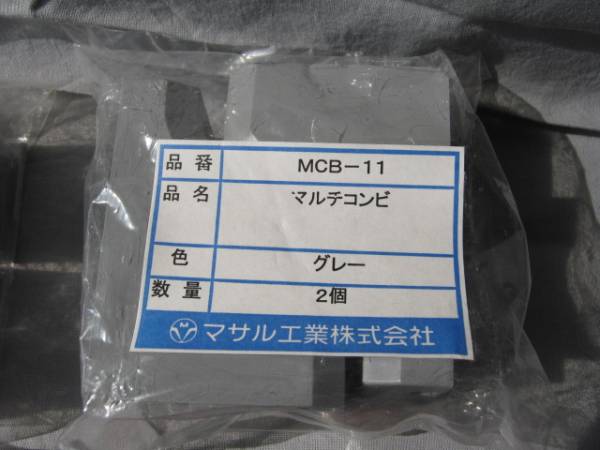 品番 MCB-11
品名 マルチコンビ
色 グレー
数量 2個
マサル工業株式会社